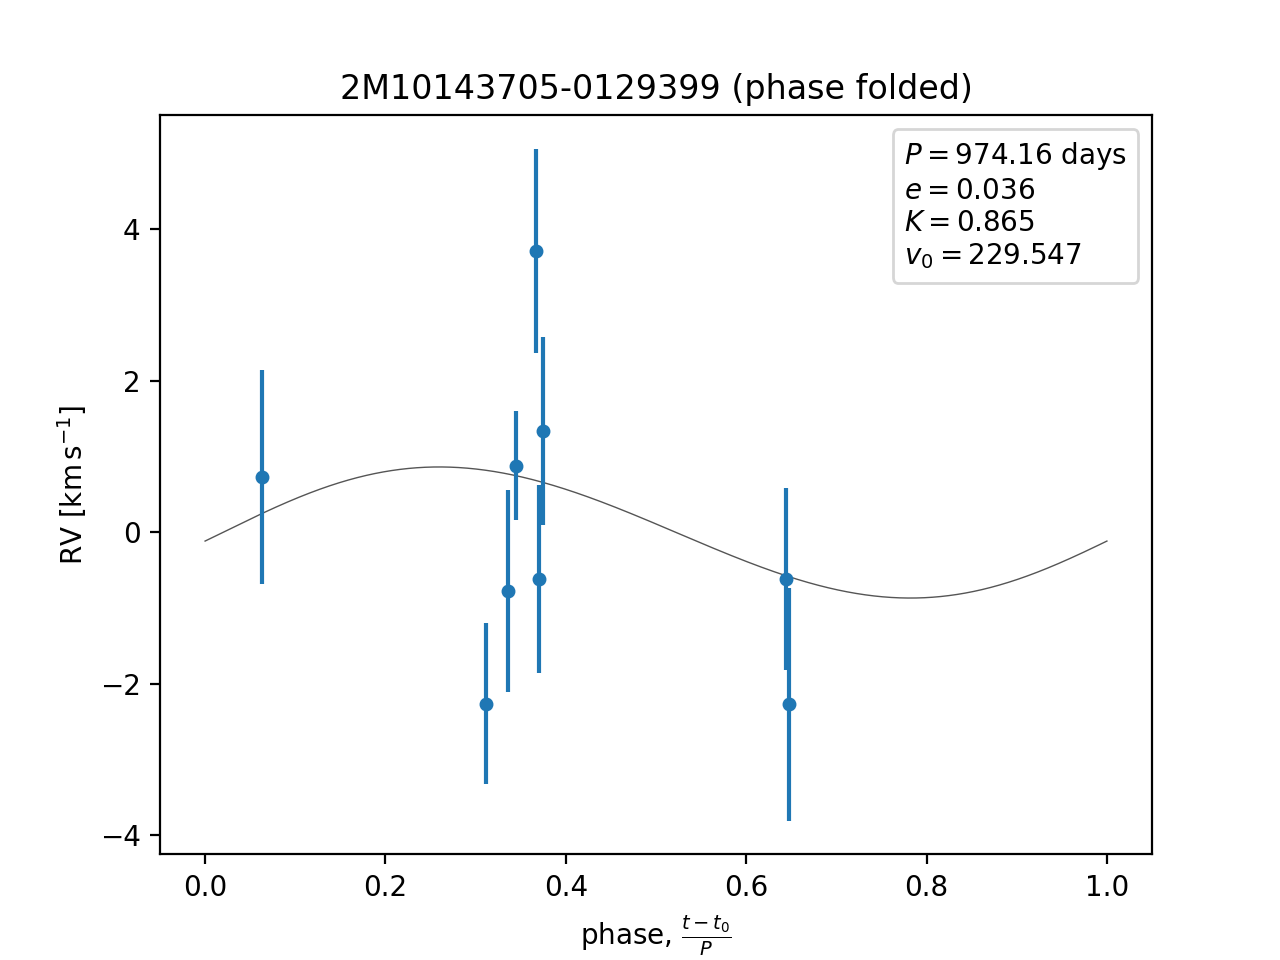 2M10143705-0129399 (phase folded)
P = 974.16 days
e = 0.036
K = 0.865
v₀ = 229.547
4
2
0
−2
−4
RV [km s⁻¹]
0.0 0.2 0.4 0.6 0.8 1.0
phase, (t − t₀)/P